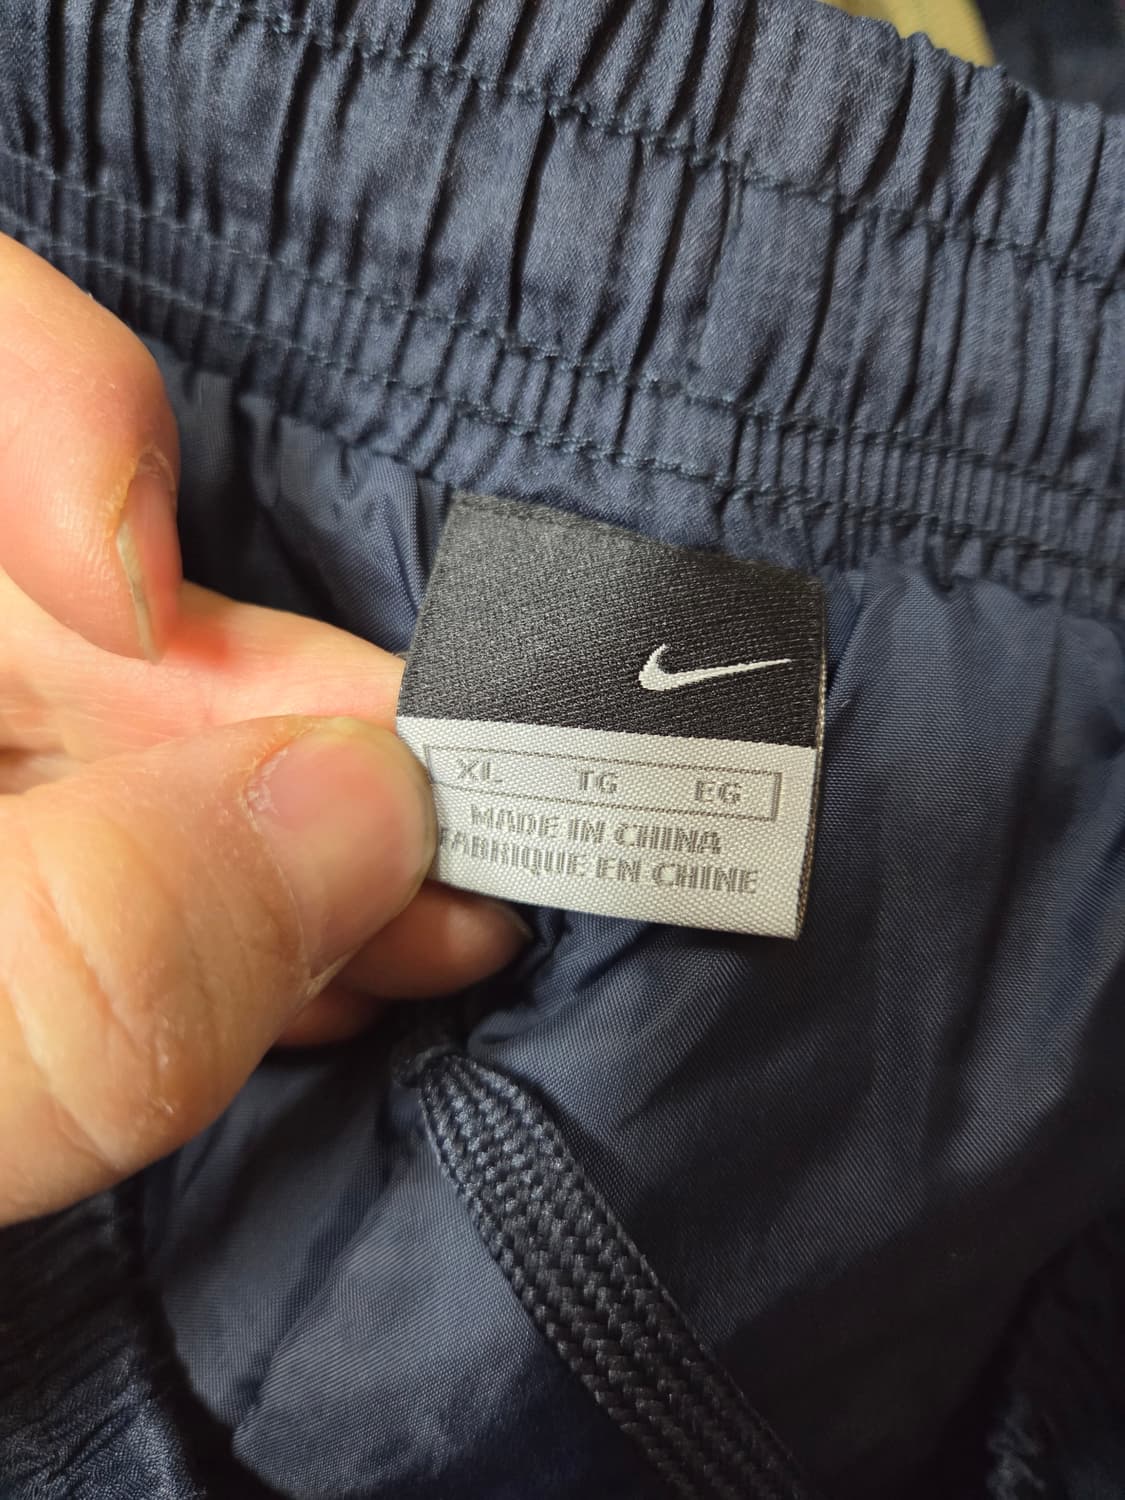 XL TG EG
MADE IN CHINA
FABRIQUE EN CHINE